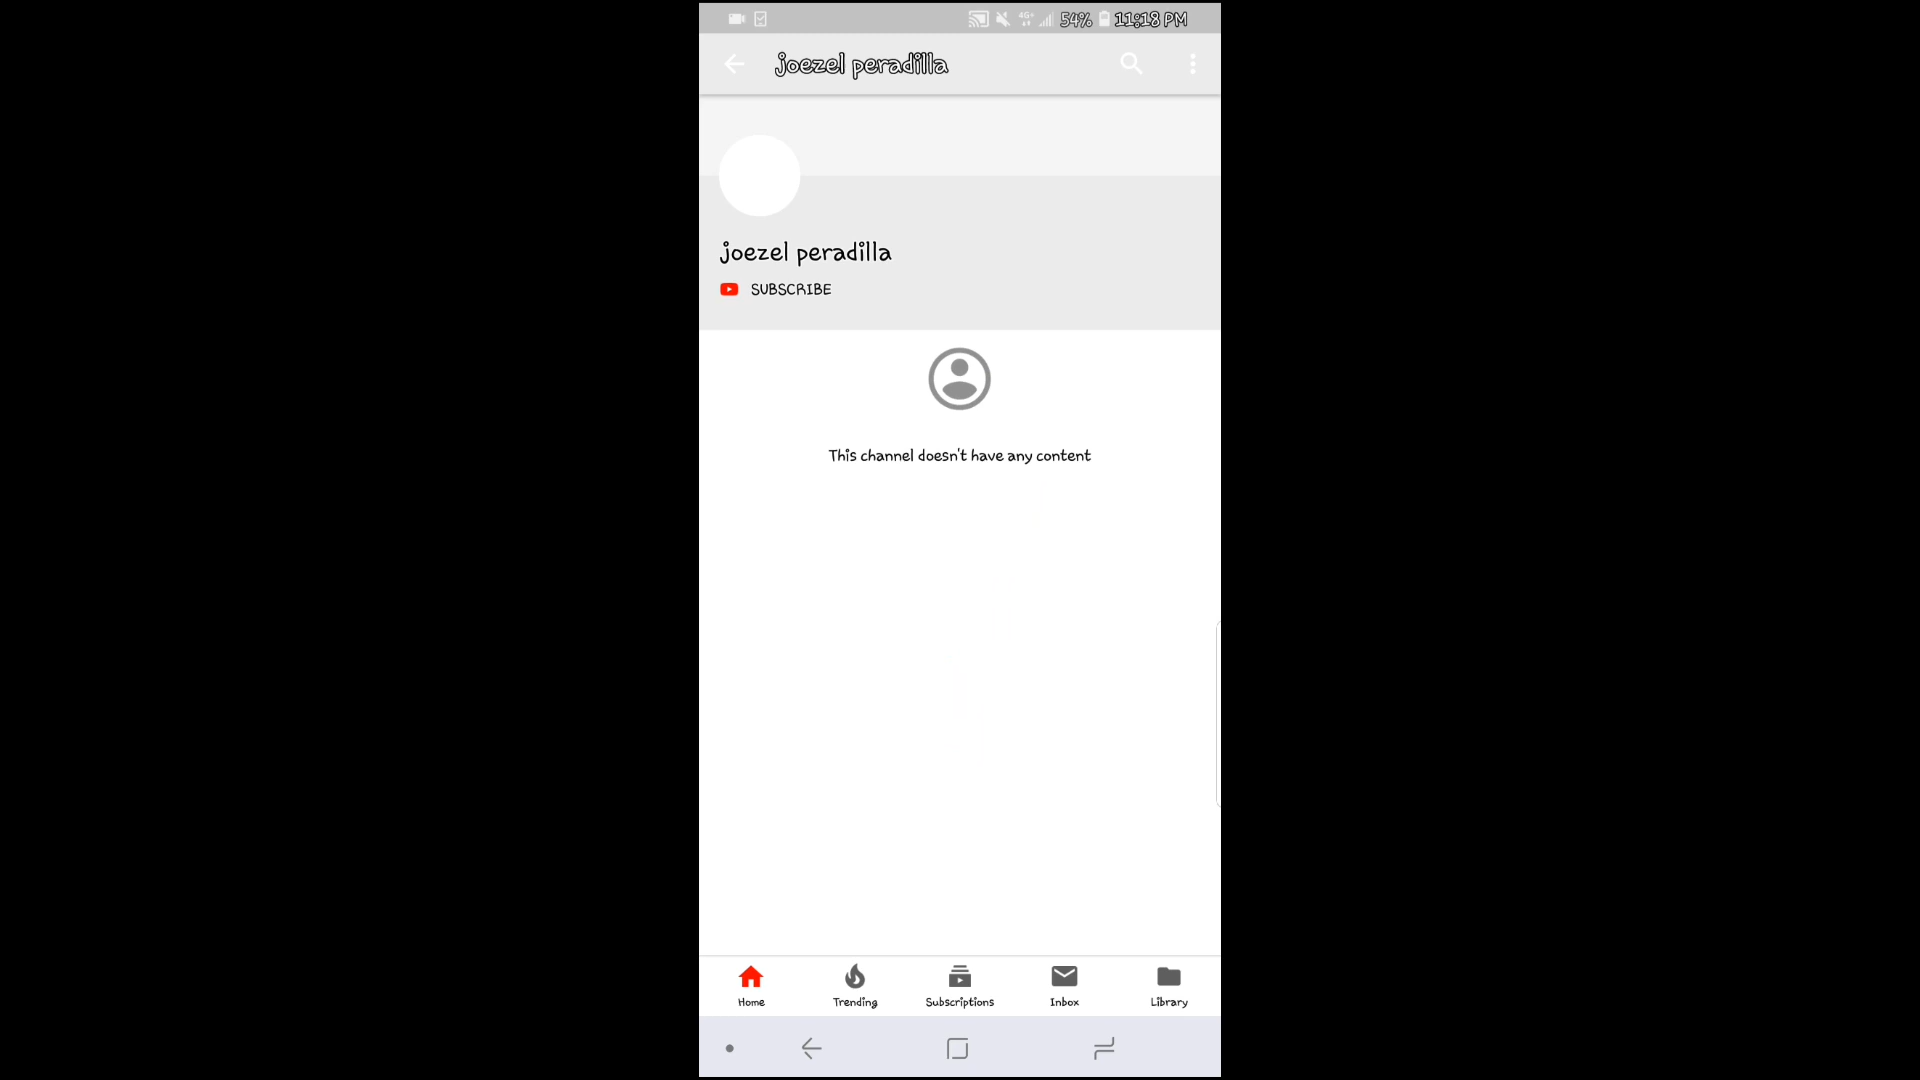 4G+ 54% 11:18 PM
joezel peradilla
joezel peradilla
SUBSCRIBE
This channel doesn't have any content
Home Trending Subscriptions Inbox Library